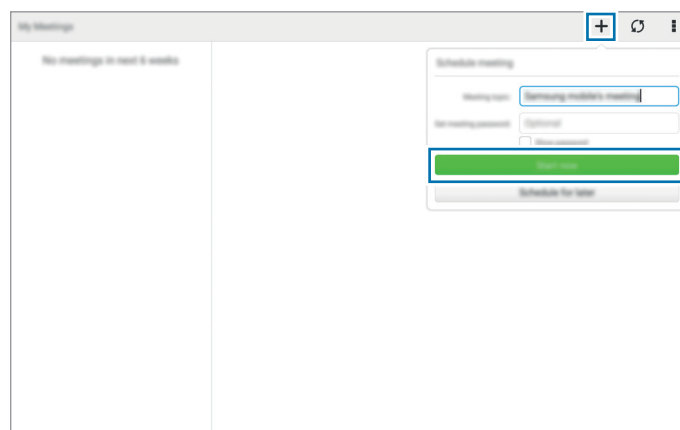 My Meetings
No meetings in next 6 weeks
Schedule meeting
Meeting topic
Samsung mobile's meeting
Set meeting password
Optional
Show password
Start now
Schedule for later